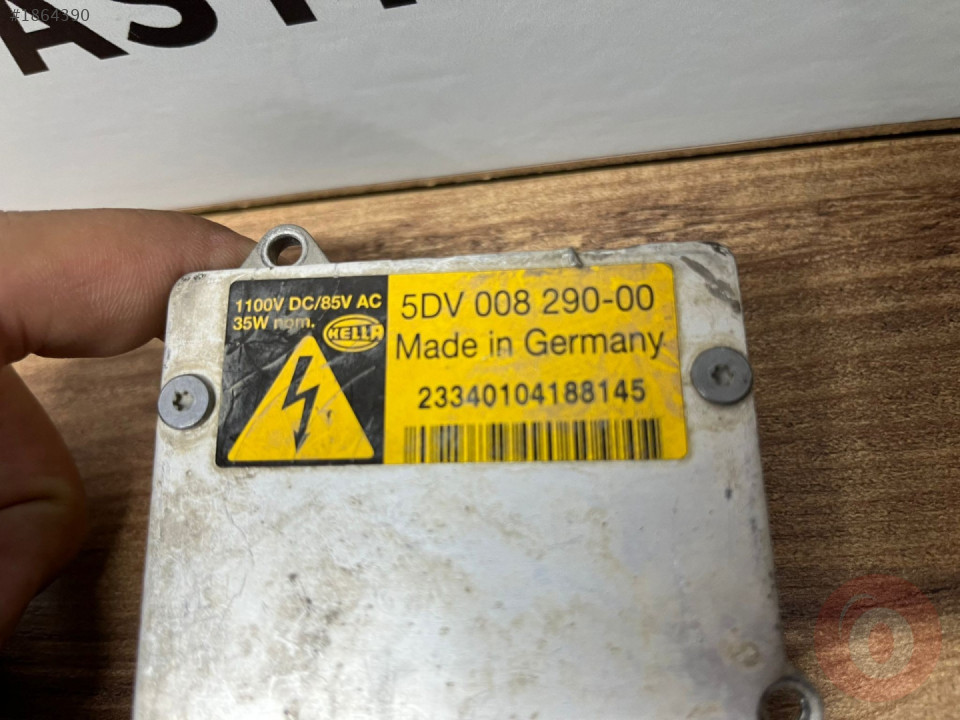 #1864390
1100V DC/85V AC
35W nom.
HELLA
5DV 008 290-00
Made in Germany
23340104188145